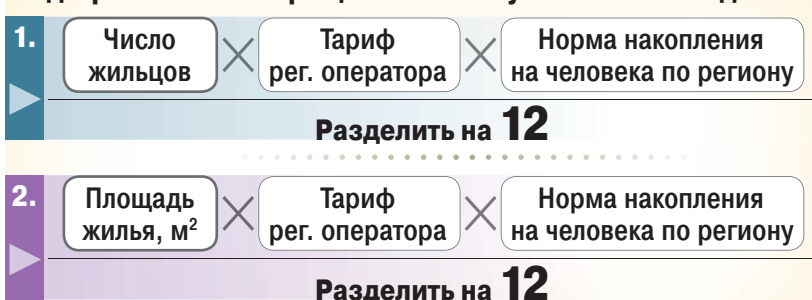 1.
Число
жильцов
Тариф
рег. оператора
Норма накопления
на человека по региону
Разделить на 12
2.
Площадь
жилья, м²
Тариф
рег. оператора
Норма накопления
на человека по региону
Разделить на 12